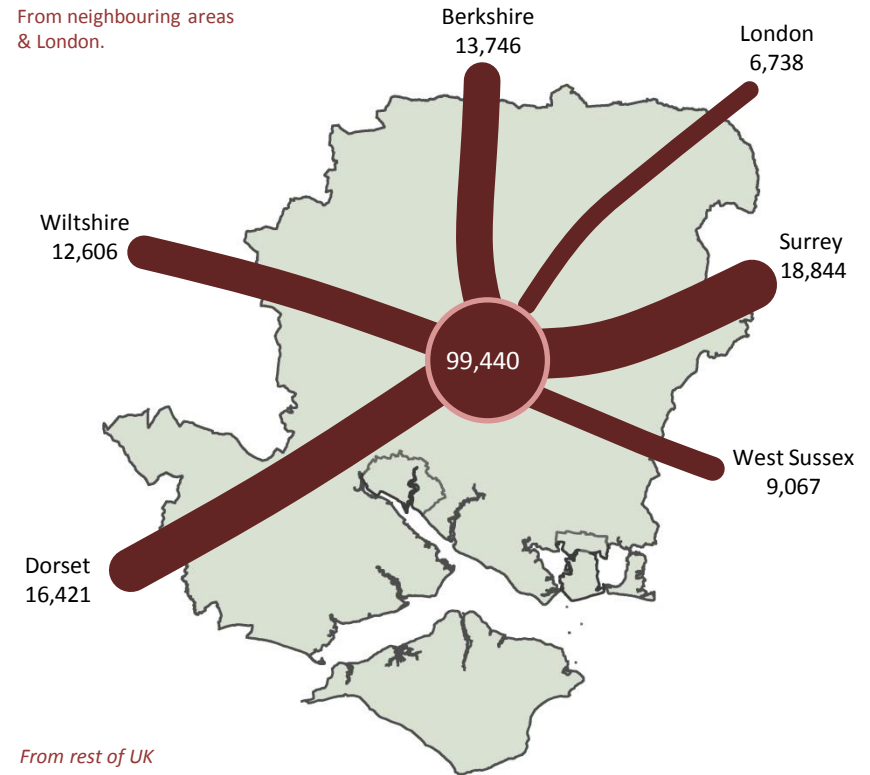 From neighbouring areas
& London.
Berkshire
13,746
London
6,738
Wiltshire
12,606
Surrey
18,844
99,440
West Sussex
9,067
Dorset
16,421
From rest of UK